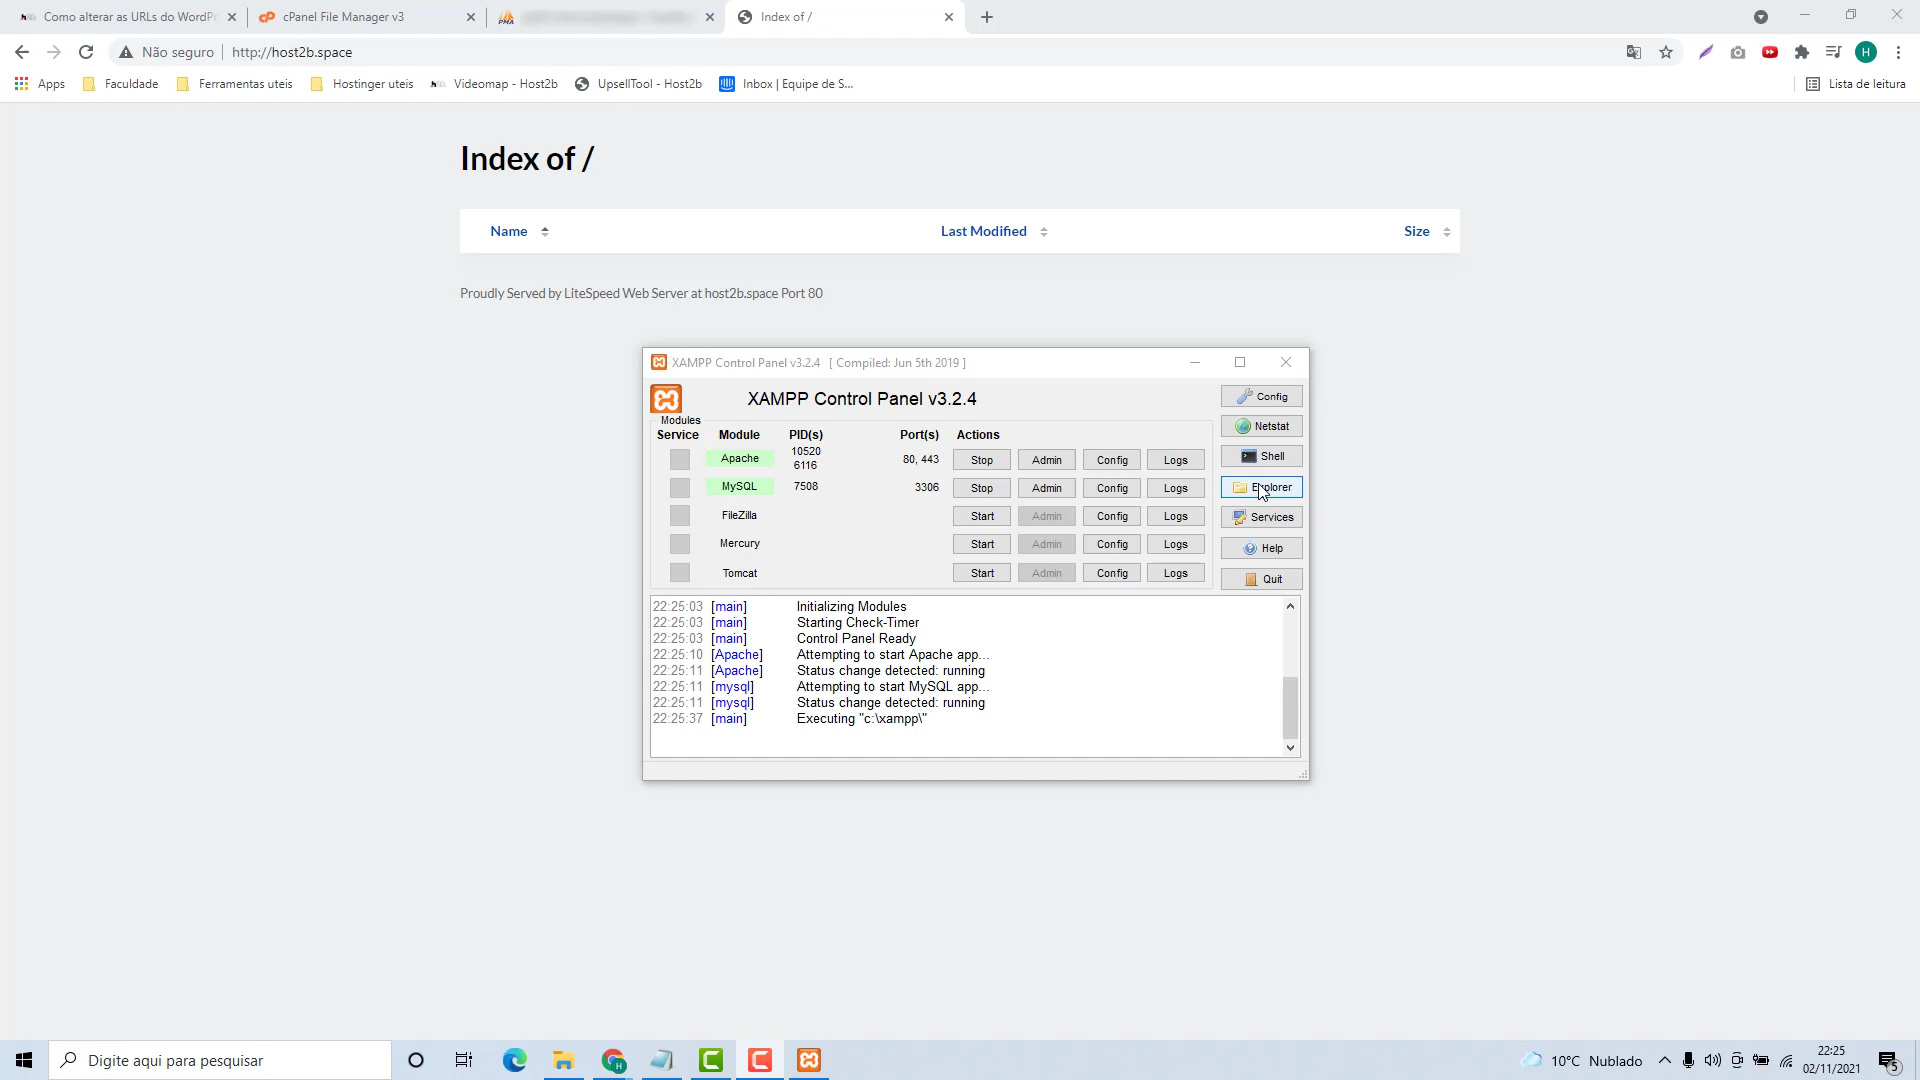 Como alterar as URLs do WordPr
cPanel File Manager v3
Index of /
Não seguro
http://host2b.space
H
Apps
Faculdade
Ferramentas uteis
Hostinger uteis
Videomap - Host2b
UpsellTool - Host2b
Inbox | Equipe de S...
Lista de leitura
Index of /
Name Last Modified Size
Proudly Served by LiteSpeed Web Server at host2b.space Port 80
XAMPP Control Panel v3.2.4 [ Compiled: Jun 5th 2019 ]
XAMPP Control Panel v3.2.4
Config
Modules
Service Module PID(s) Port(s) Actions
Netstat
Apache 10520 6116 80, 443 Stop Admin Config Logs
Shell
MySQL 7508 3306 Stop Admin Config Logs
Explorer
FileZilla Start Admin Config Logs
Services
Mercury Start Admin Config Logs
Help
Tomcat Start Admin Config Logs
Quit
22:25:03 [main] Initializing Modules
22:25:03 [main] Starting Check-Timer
22:25:03 [main] Control Panel Ready
22:25:10 [Apache] Attempting to start Apache app...
22:25:11 [Apache] Status change detected: running
22:25:11 [mysql] Attempting to start MySQL app...
22:25:11 [mysql] Status change detected: running
22:25:37 [main] Executing "c:\xampp\"
Digite aqui para pesquisar
10°C Nublado
22:25
02/11/2021
5